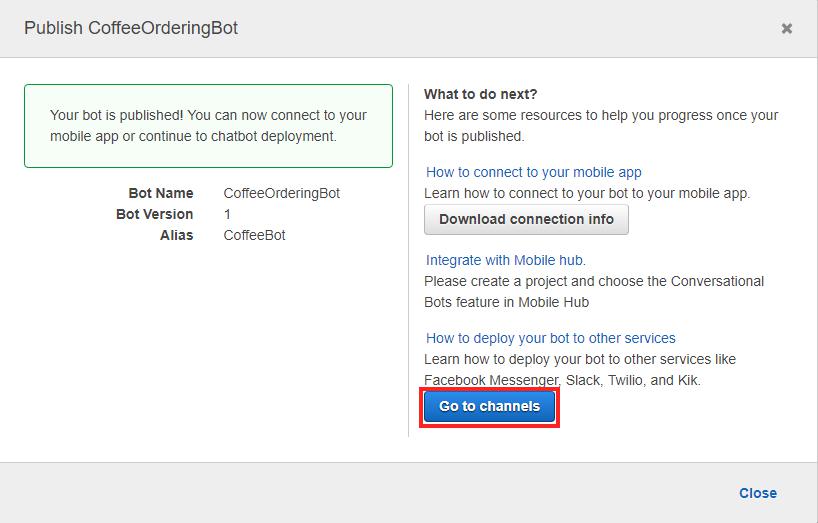 Publish CoffeeOrderingBot
Your bot is published! You can now connect to your
mobile app or continue to chatbot deployment.
Bot Name CoffeeOrderingBot
Bot Version 1
Alias CoffeeBot
What to do next?
Here are some resources to help you progress once your
bot is published.
How to connect to your mobile app
Learn how to connect to your bot to your mobile app.
Download connection info
Integrate with Mobile hub.
Please create a project and choose the Conversational
Bots feature in Mobile Hub
How to deploy your bot to other services
Learn how to deploy your bot to other services like
Facebook Messenger, Slack, Twilio, and Kik.
Go to channels
Close